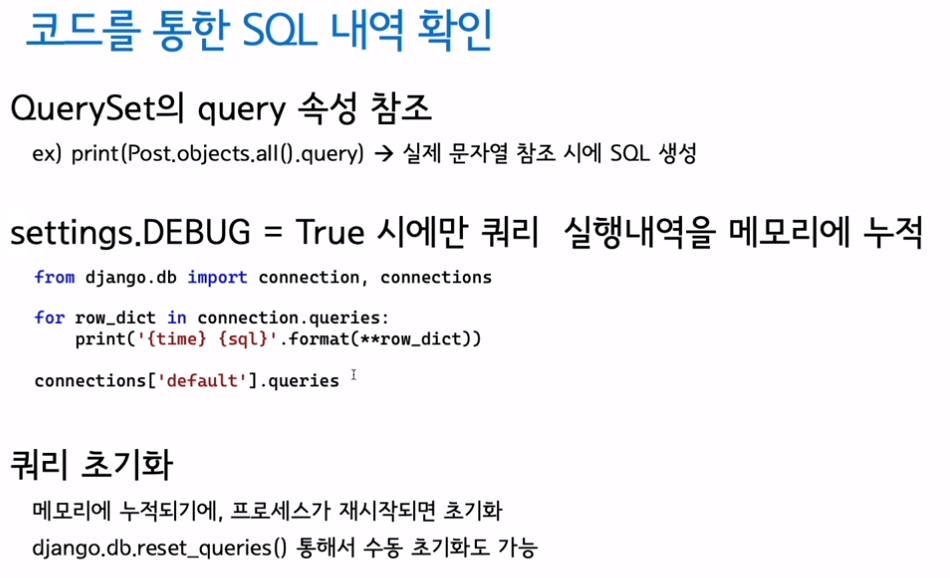 코드를 통한 SQL 내역 확인
QuerySet의 query 속성 참조
ex) print(Post.objects.all().query) → 실제 문자열 참조 시에 SQL 생성
settings.DEBUG = True 시에만 쿼리 실행내역을 메모리에 누적
from django.db import connection, connections
for row_dict in connection.queries:
    print('{time} {sql}'.format(**row_dict))
connections['default'].queries
쿼리 초기화
메모리에 누적되기에, 프로세스가 재시작되면 초기화
django.db.reset_queries() 통해서 수동 초기화도 가능